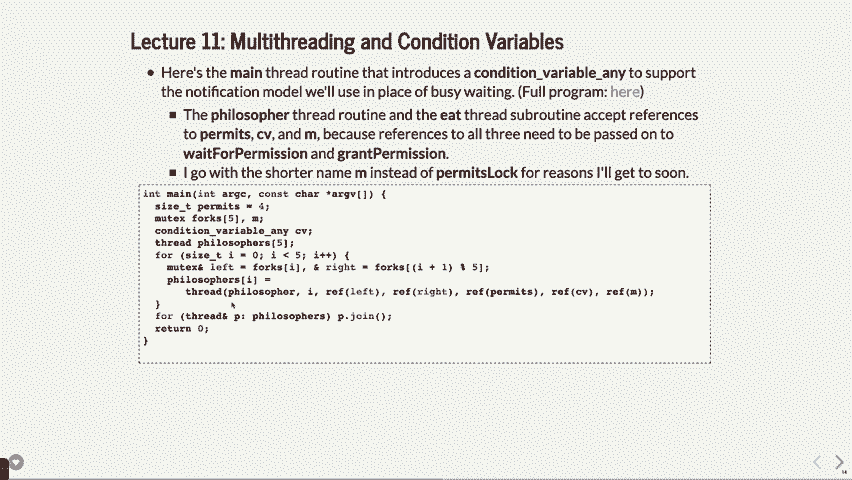 Lecture 11: Multithreading and Condition Variables
Here's the main thread routine that introduces a condition_variable_any to support
the notification model we'll use in place of busy waiting. (Full program: here)
The philosopher thread routine and the eat thread subroutine accept references
to permits, cv, and m, because references to all three need to be passed on to
waitForPermission and grantPermission.
I go with the shorter name m instead of permitsLock for reasons I'll get to soon.
int main(int argc, const char *argv[]) {
size_t permits = 4;
mutex forks[5], m;
condition_variable_any cv;
thread philosophers[5];
for (size_t i = 0; i < 5; i++) {
mutex& left = forks[i], & right = forks[(i + 1) % 5];
philosophers[i] =
thread(philosopher, i, ref(left), ref(right), ref(permits), ref(cv), ref(m));
}
for (thread& p: philosophers) p.join();
return 0;
}
14